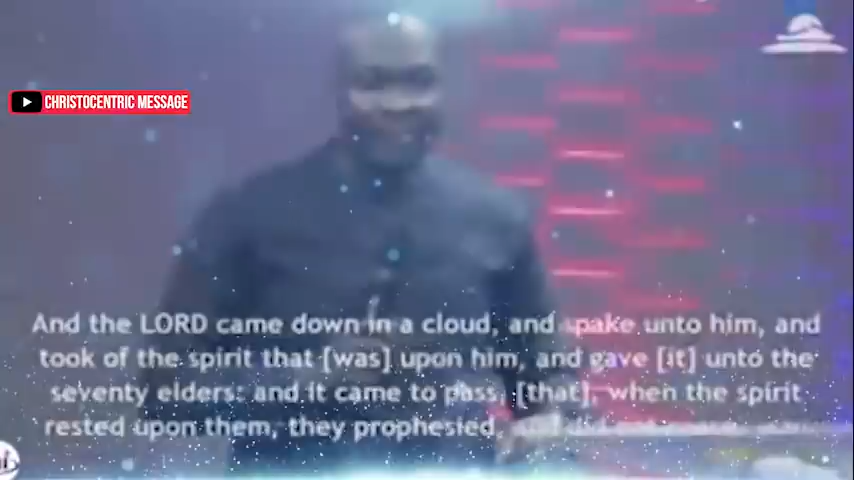 CHRISTOCENTRIC MESSAGE
And the LORD came down in a cloud, and spake unto him, and
took of the spirit that [was] upon him, and gave [it] unto the
seventy elders: and it came to pass, [that], when the spirit
rested upon them, they prophesied,